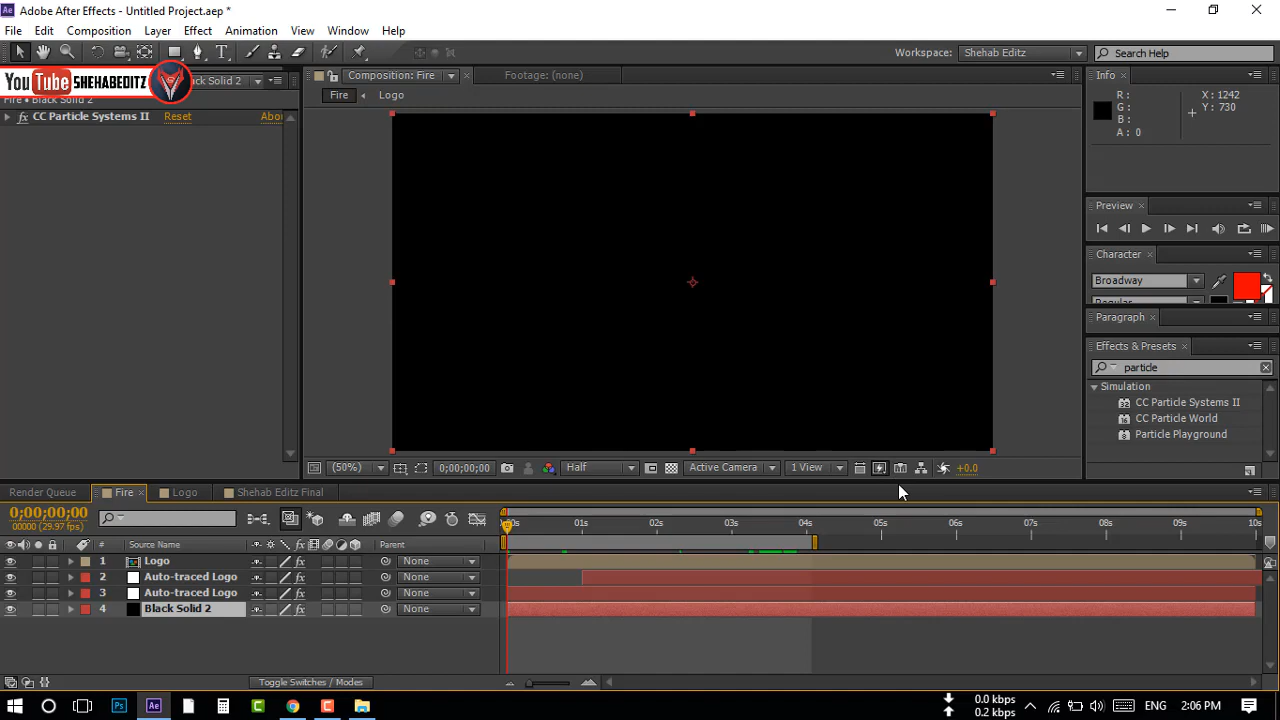 Adobe After Effects - Untitled Project.aep *
File Edit Composition Layer Effect Animation View Window Help
Workspace: Shehab Editz Search Help
YouTube SHEHABEDITZ
lack Solid 2
Composition: Fire Footage: (none)
Info
Fire • Black Solid 2
Fire Logo
R: X: 1242
G: Y: 730
B:
A: 0
fx CC Particle Systems II Reset Abo
Preview
Character
Broadway
Regular
Paragraph
Effects & Presets
particle
Simulation
CC Particle Systems II
CC Particle World
Particle Playground
(50%) 0;00;00;00 Half Active Camera 1 View +0.0
Render Queue Fire Logo Shehab Editz Final
0;00;00;00
00000 (29.97 fps)
:00s 01s 02s 03s 04s 05s 06s 07s 08s 09s 10s
# Source Name fx Parent
1 Logo None
2 Auto-traced Logo fx None
3 Auto-traced Logo fx None
4 Black Solid 2 fx None
Toggle Switches / Modes
0.0 kbps
0.2 kbps
ENG 2:06 PM